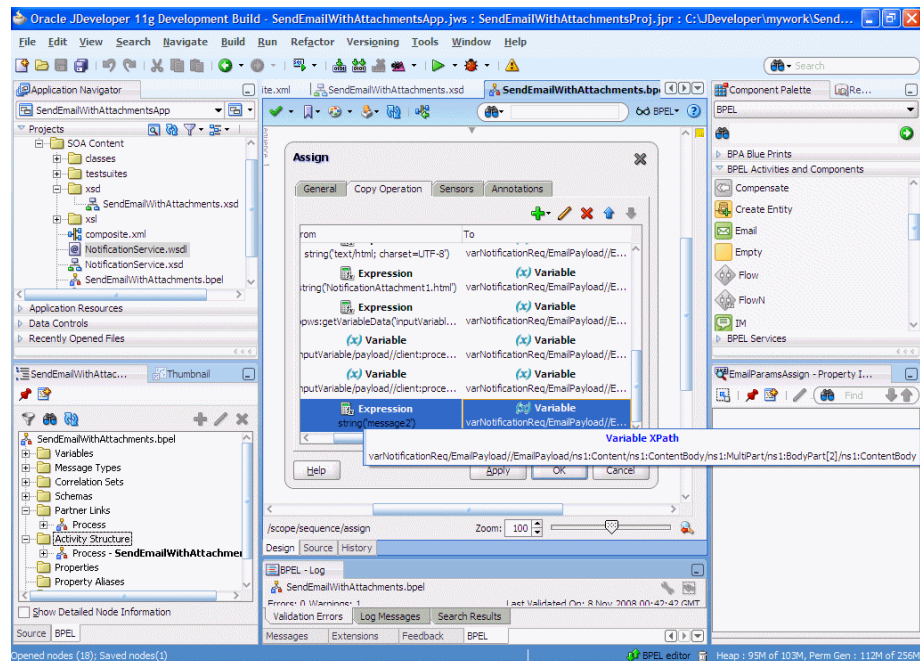 Oracle JDeveloper 11g Development Build - SendEmailWithAttachmentsApp.jws : SendEmailWithAttachmentsProj.jpr : C:\JDeveloper\mywork\Send...
File Edit View Search Navigate Build Run Refactor Versioning Tools Window Help
Search
Application Navigator
SendEmailWithAttachmentsApp
Projects
SOA Content
classes
testsuites
xsd
SendEmailWithAttachments.xsd
xsl
composite.xml
NotificationService.wsdl
NotificationService.xsd
SendEmailWithAttachments.bpel
Application Resources
Data Controls
Recently Opened Files
SendEmailWithAttac...
Thumbnail
SendEmailWithAttachments.bpel
Variables
Message Types
Correlation Sets
Schemas
Partner Links
Process
Activity Structure
Process - SendEmailWithAttachme
Properties
Property Aliases
Show Detailed Node Information
Source BPEL
ite.xml SendEmailWithAttachments.xsd SendEmailWithAttachments.bp
BPEL
Assign
General Copy Operation Sensors Annotations
rom To
string('text/html; charset=UTF-8') varNotificationReq/EmailPayload//E...
Expression (x) Variable
tring('NotificationAttachment1.html') varNotificationReq/EmailPayload//E...
Expression (x) Variable
pws:getVariableData('inputVariabl... varNotificationReq/EmailPayload//E...
(x) Variable (x) Variable
nputVariable/payload//client:proce... varNotificationReq/EmailPayload//E...
(x) Variable (x) Variable
nputVariable/payload//client:proce... varNotificationReq/EmailPayload//E...
Expression (x) Variable
string('message2') varNotificationReq/EmailPayload//E...
Variable XPath
varNotificationReq/EmailPayload//EmailPayload/ns1:Content/ns1:ContentBody/ns1:MultiPart/ns1:BodyPart[2]/ns1:ContentBody
Help Apply OK Cancel
/scope/sequence/assign Zoom: 100
Design Source History
BPEL - Log
SendEmailWithAttachments.bpel
Errors: 0 Warnings: 1 Last Validated On: 8 Nov 2008 00:42:42 GMT
Validation Errors Log Messages Search Results
Messages Extensions Feedback BPEL
Component Palette Re...
BPEL
BPA Blue Prints
BPEL Activities and Components
Compensate
Create Entity
Email
Empty
Flow
FlowN
IM
BPEL Services
EmailParamsAssign - Property I...
Find
Opened nodes (18); Saved nodes(1) BPEL editor Heap : 95M of 103M, Perm Gen : 112M of 256M